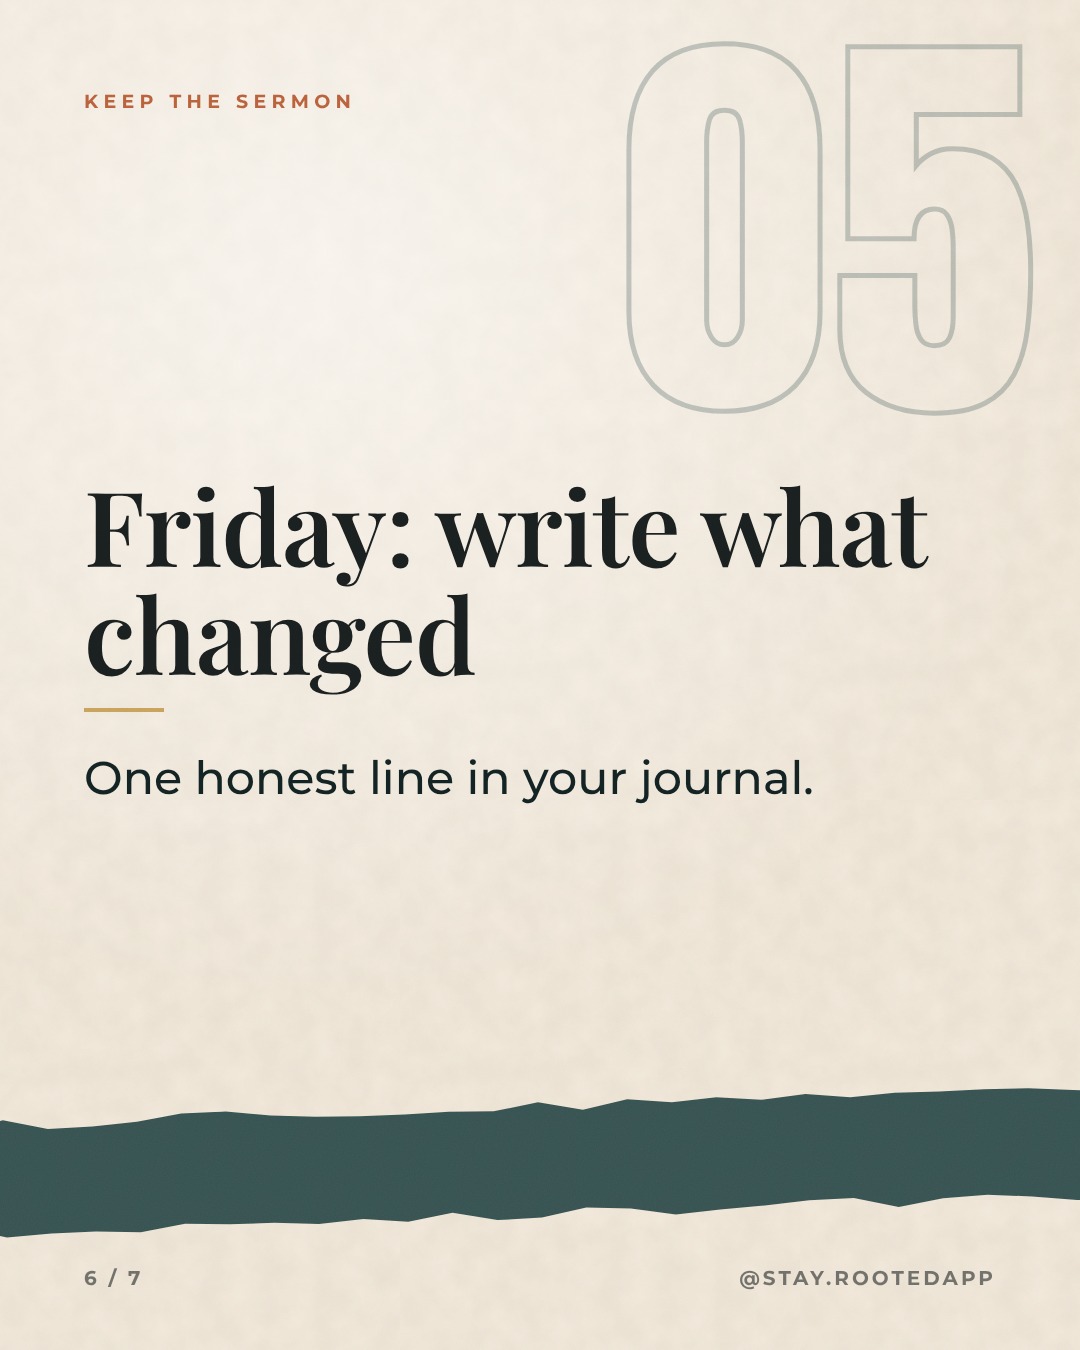 KEEP THE SERMON
05
Friday: write what
changed
One honest line in your journal.
6 / 7
@STAY.ROOTEDAPP